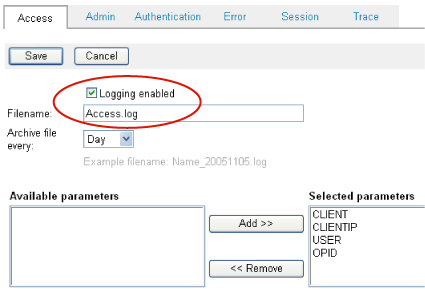 Access Admin Authentication Error Session Trace
Save Cancel
Logging enabled
Filename: Access.log
Archive file every: Day
Example filename: Name_20051105.log
Available parameters Selected parameters
Add >>
<< Remove
CLIENT
CLIENTIP
USER
OPID